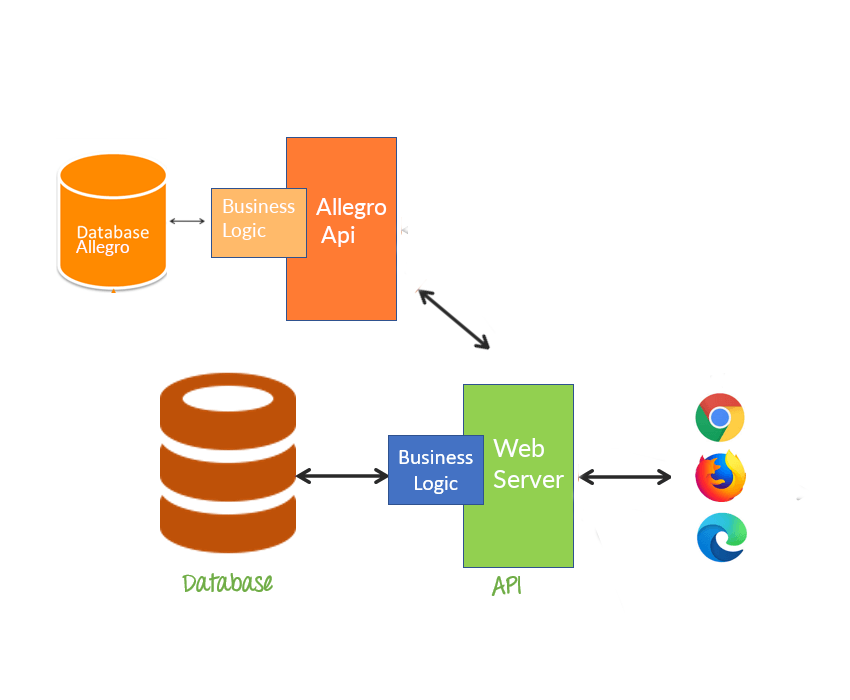 Database
Allegro
Business
Logic
Allegro
Api
Business
Logic
Web
Server
Database
API